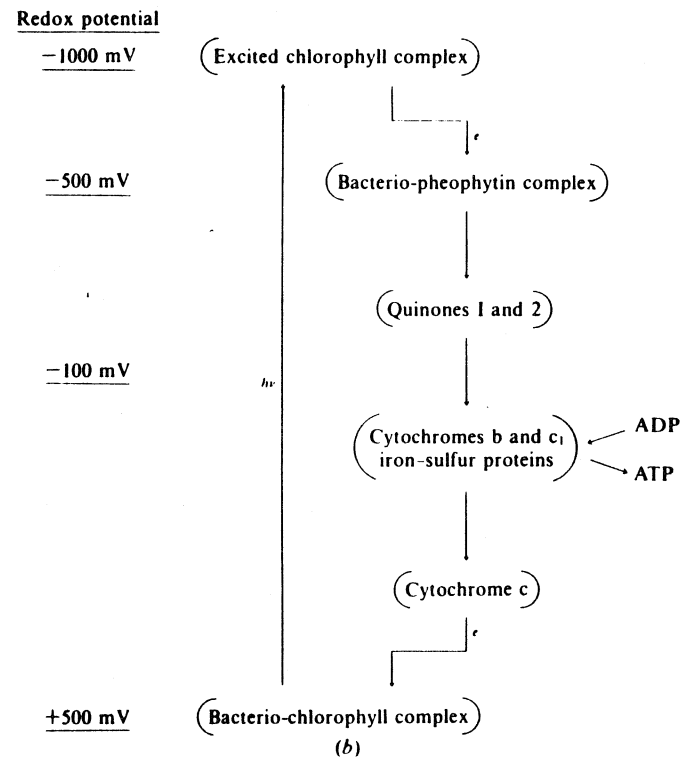 Redox potential
−1000 mV
(Excited chlorophyll complex)
e
−500 mV
(Bacterio-pheophytin complex)
(Quinones 1 and 2)
−100 mV
hν
(Cytochromes b and c₁
iron-sulfur proteins)
ADP
ATP
(Cytochrome c)
e
+500 mV
(Bacterio-chlorophyll complex)
(b)